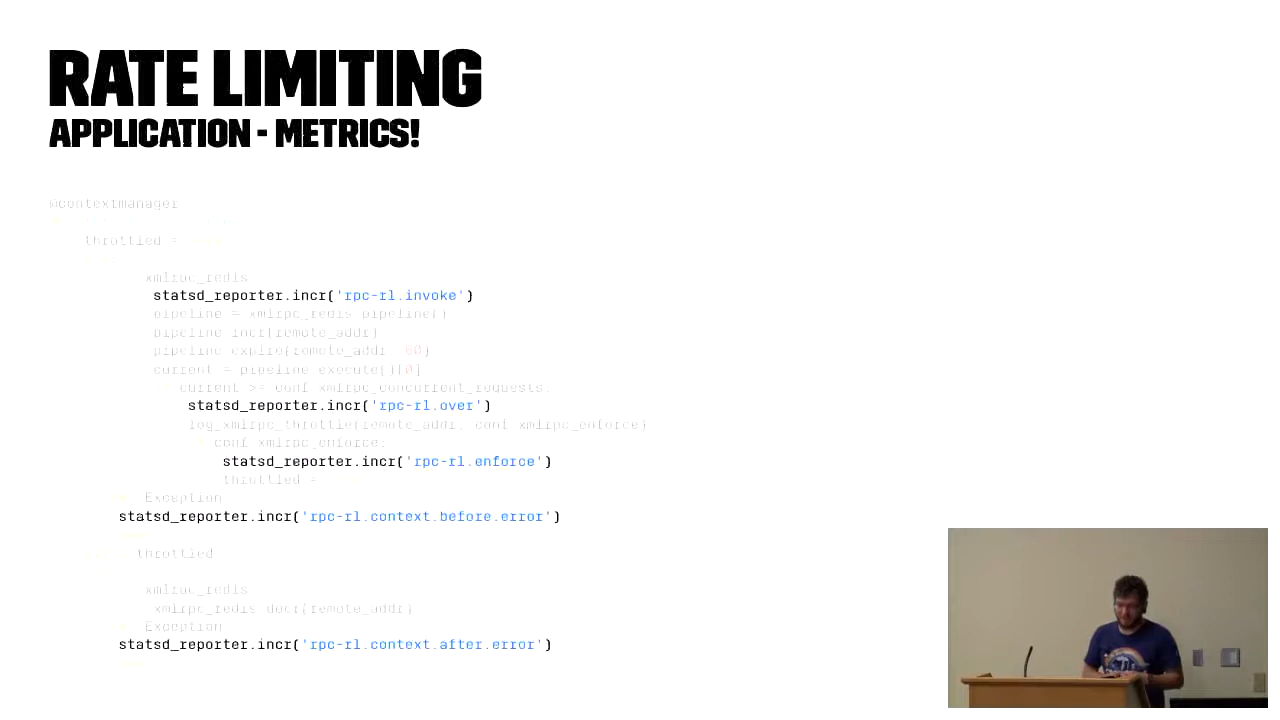 RATE LIMITING
APPLICATION - METRICS!
@contextmanager
throttled =
xmlrpc_redis
statsd_reporter.incr('rpc-rl.invoke')
pipeline = xmlrpc_redis.pipeline()
pipeline.incr(remote_addr)
pipeline.expire(remote_addr, 60)
current = pipeline.execute()[0]
current >= conf.xmlrpc_concurrent_requests:
statsd_reporter.incr('rpc-rl.over')
log_xmlrpc_throttle(remote_addr, conf.xmlrpc_enforce)
conf.xmlrpc_enforce:
statsd_reporter.incr('rpc-rl.enforce')
throttled =
Exception
statsd_reporter.incr('rpc-rl.context.before.error')
throttled
xmlrpc_redis
xmlrpc_redis.decr(remote_addr)
Exception
statsd_reporter.incr('rpc-rl.context.after.error')